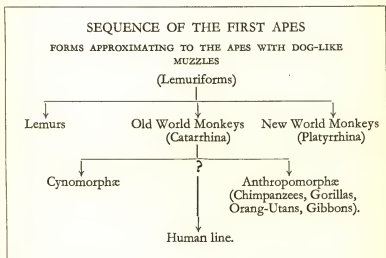 SEQUENCE OF THE FIRST APES
FORMS APPROXIMATING TO THE APES WITH DOG-LIKE
MUZZLES
(Lemuriforms)
Lemurs
Old World Monkeys
(Catarrhina)
New World Monkeys
(Platyrrhina)
?
Cynomorphæ
Anthropomorphæ
(Chimpanzees, Gorillas,
Orang-Utans, Gibbons).
Human line.